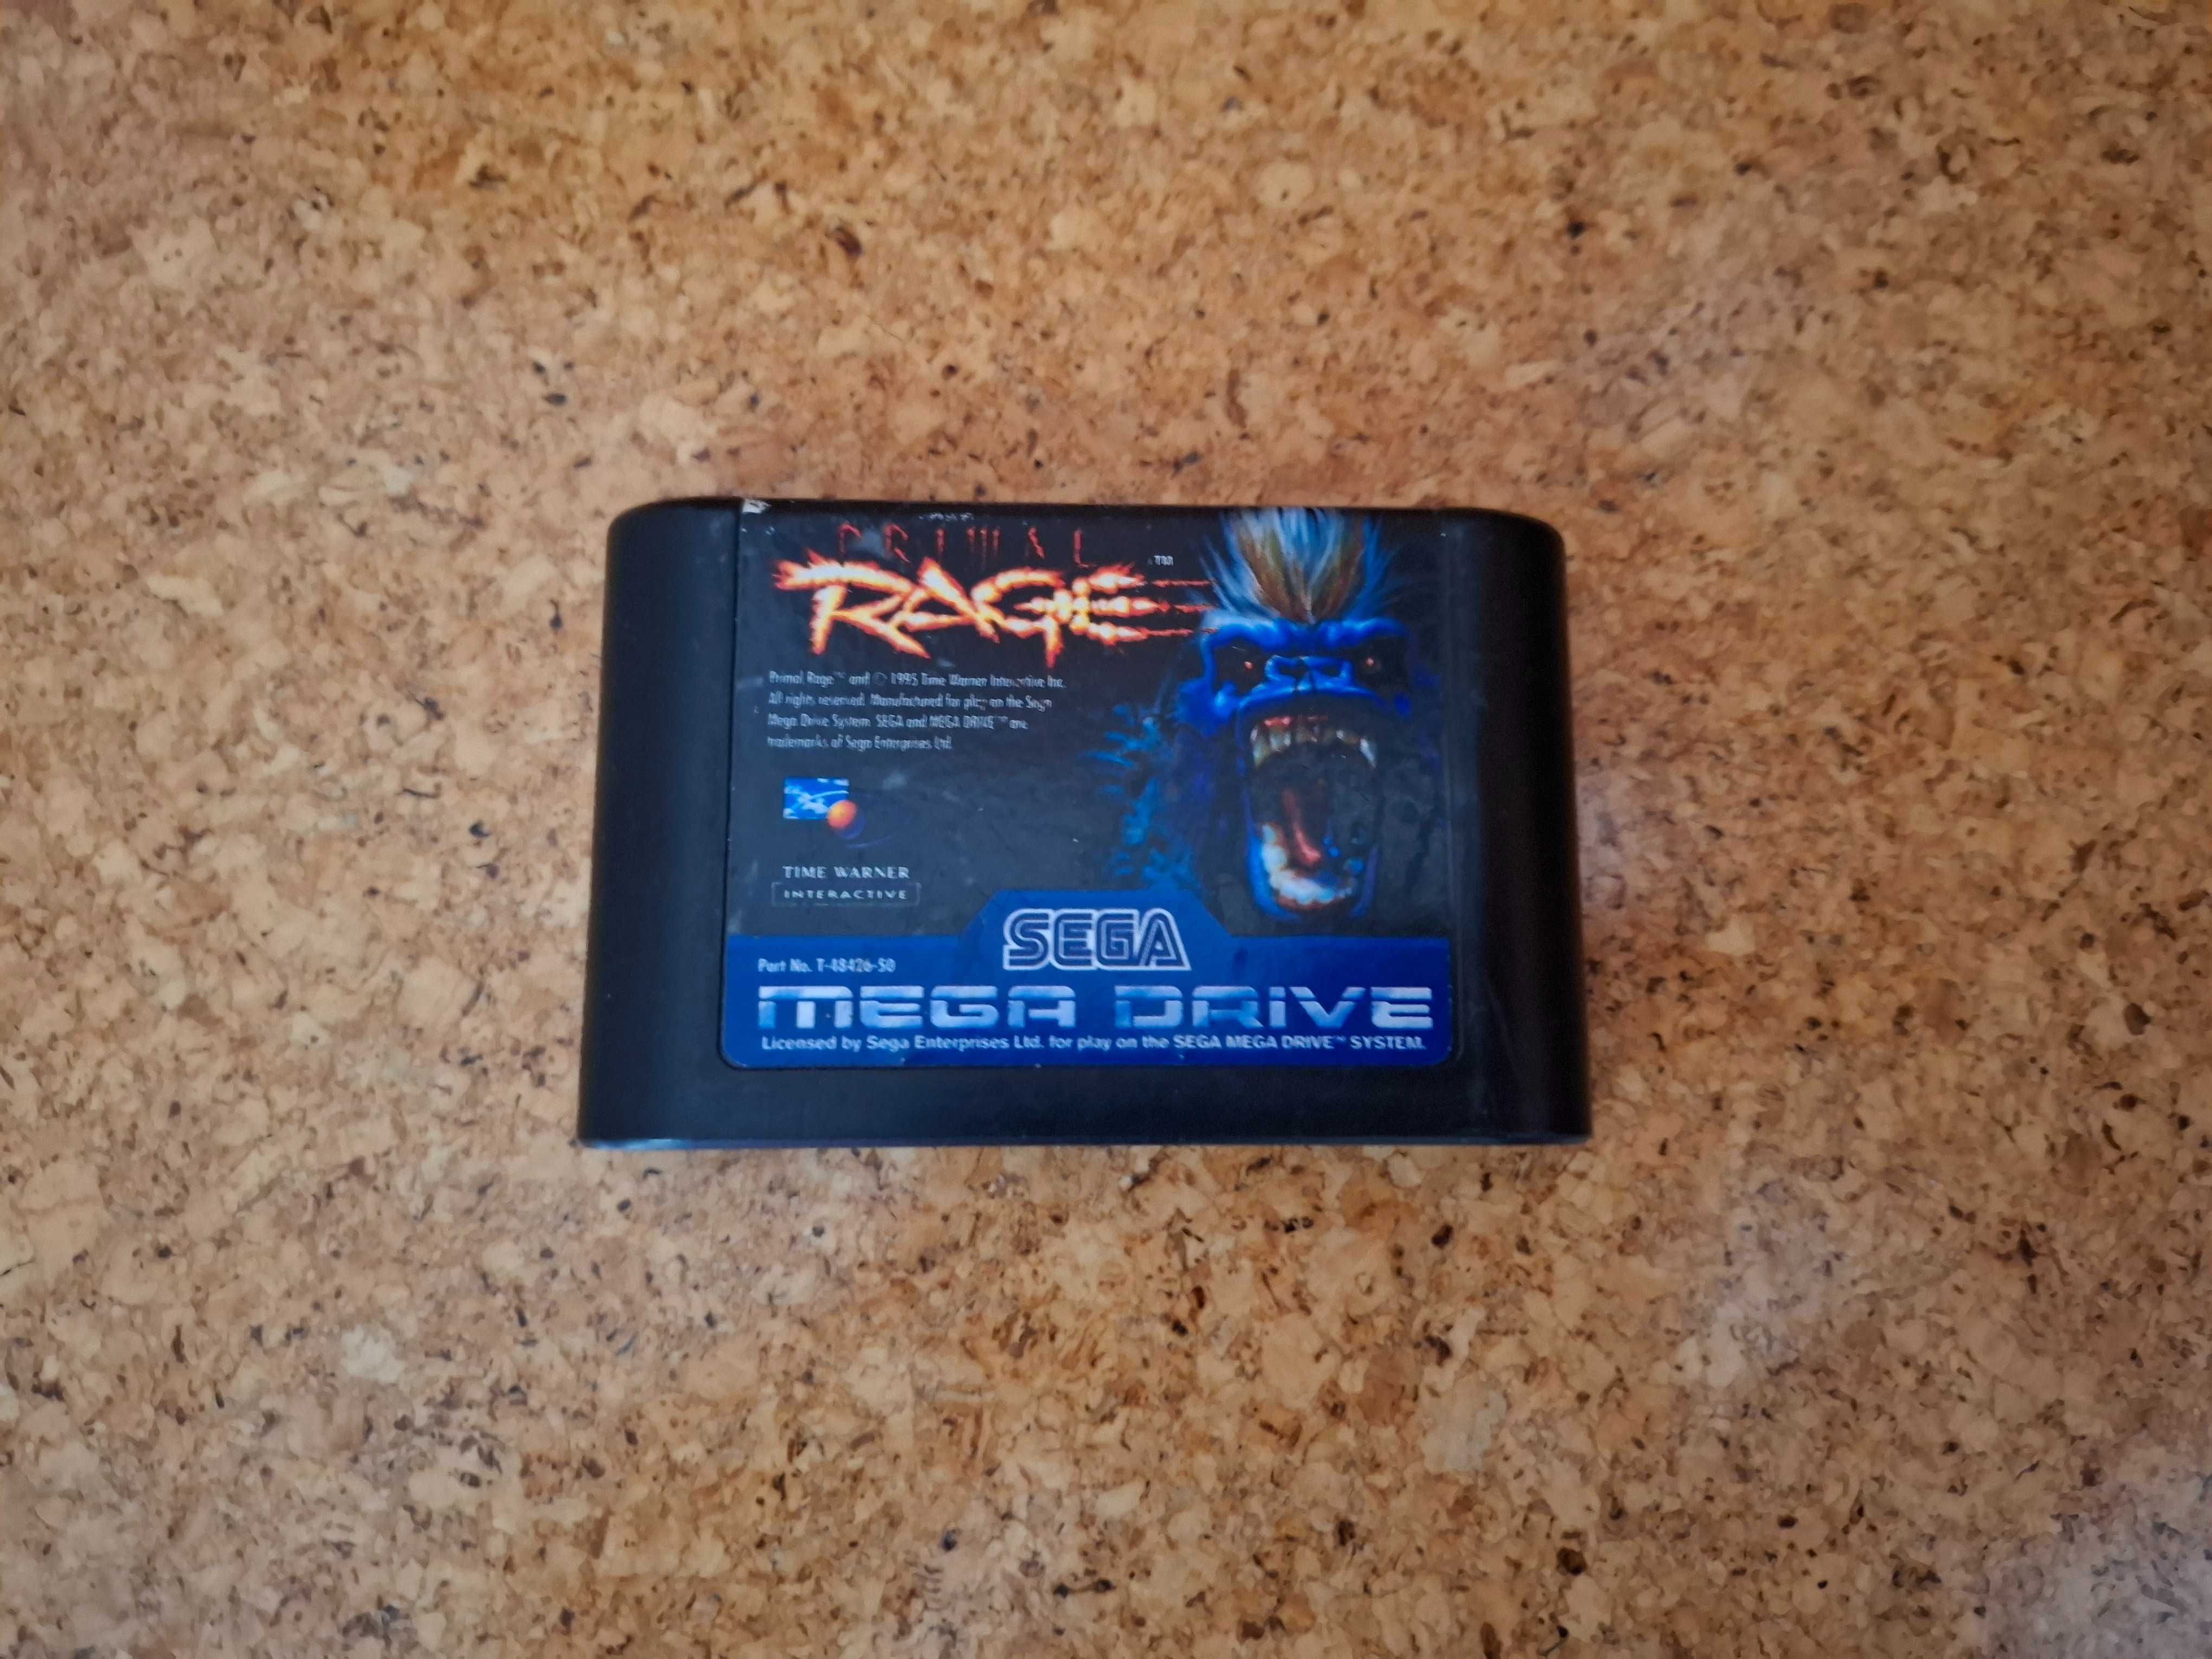 PRIMAL
RAGE™
Primal Rage™ and © 1995 Time Warner Interactive Inc.
All rights reserved. Manufactured for play on the Sega
Mega Drive System. SEGA and MEGA DRIVE™ are
trademarks of Sega Enterprises Ltd.
TIME WARNER
INTERACTIVE
SEGA
Part No. T-48426-50
MEGA DRIVE
Licensed by Sega Enterprises Ltd. for play on the SEGA MEGA DRIVE™ SYSTEM.